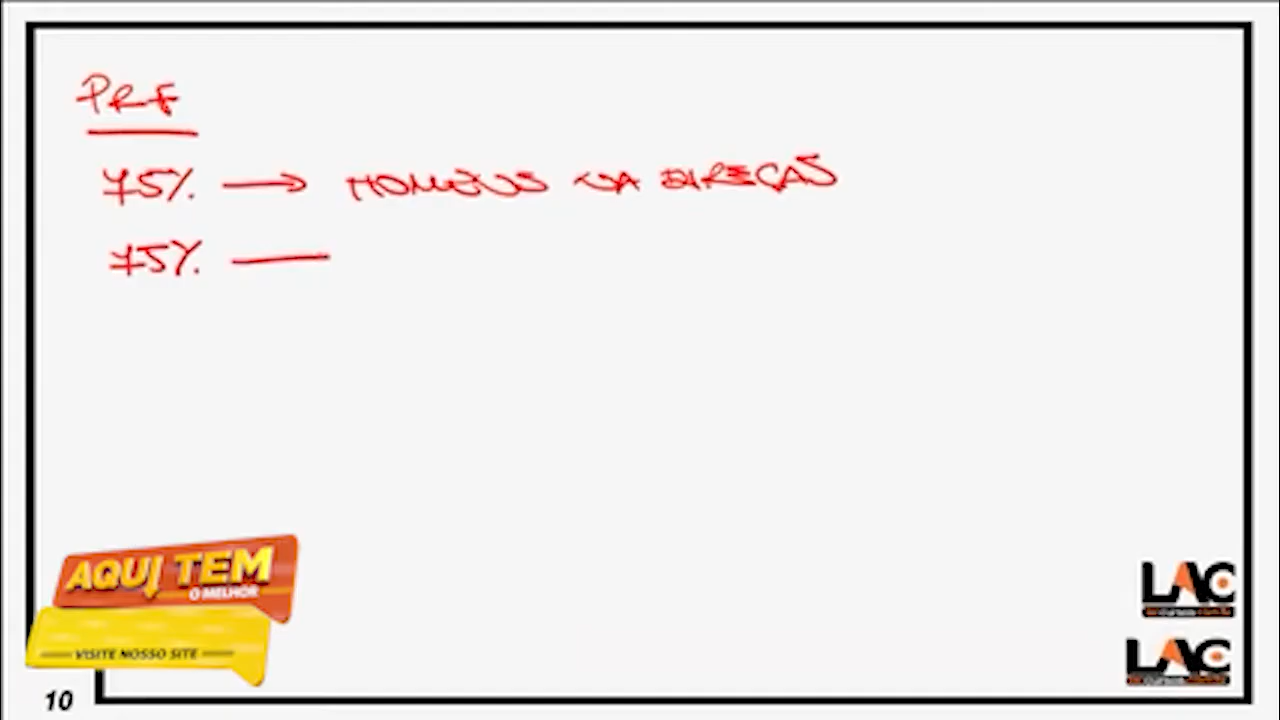 PRF
75% → HOMENS NA DIREÇÃO
75% —
AQUI TEM
O MELHOR
VISITE NOSSO SITE
LAC
LAC
10